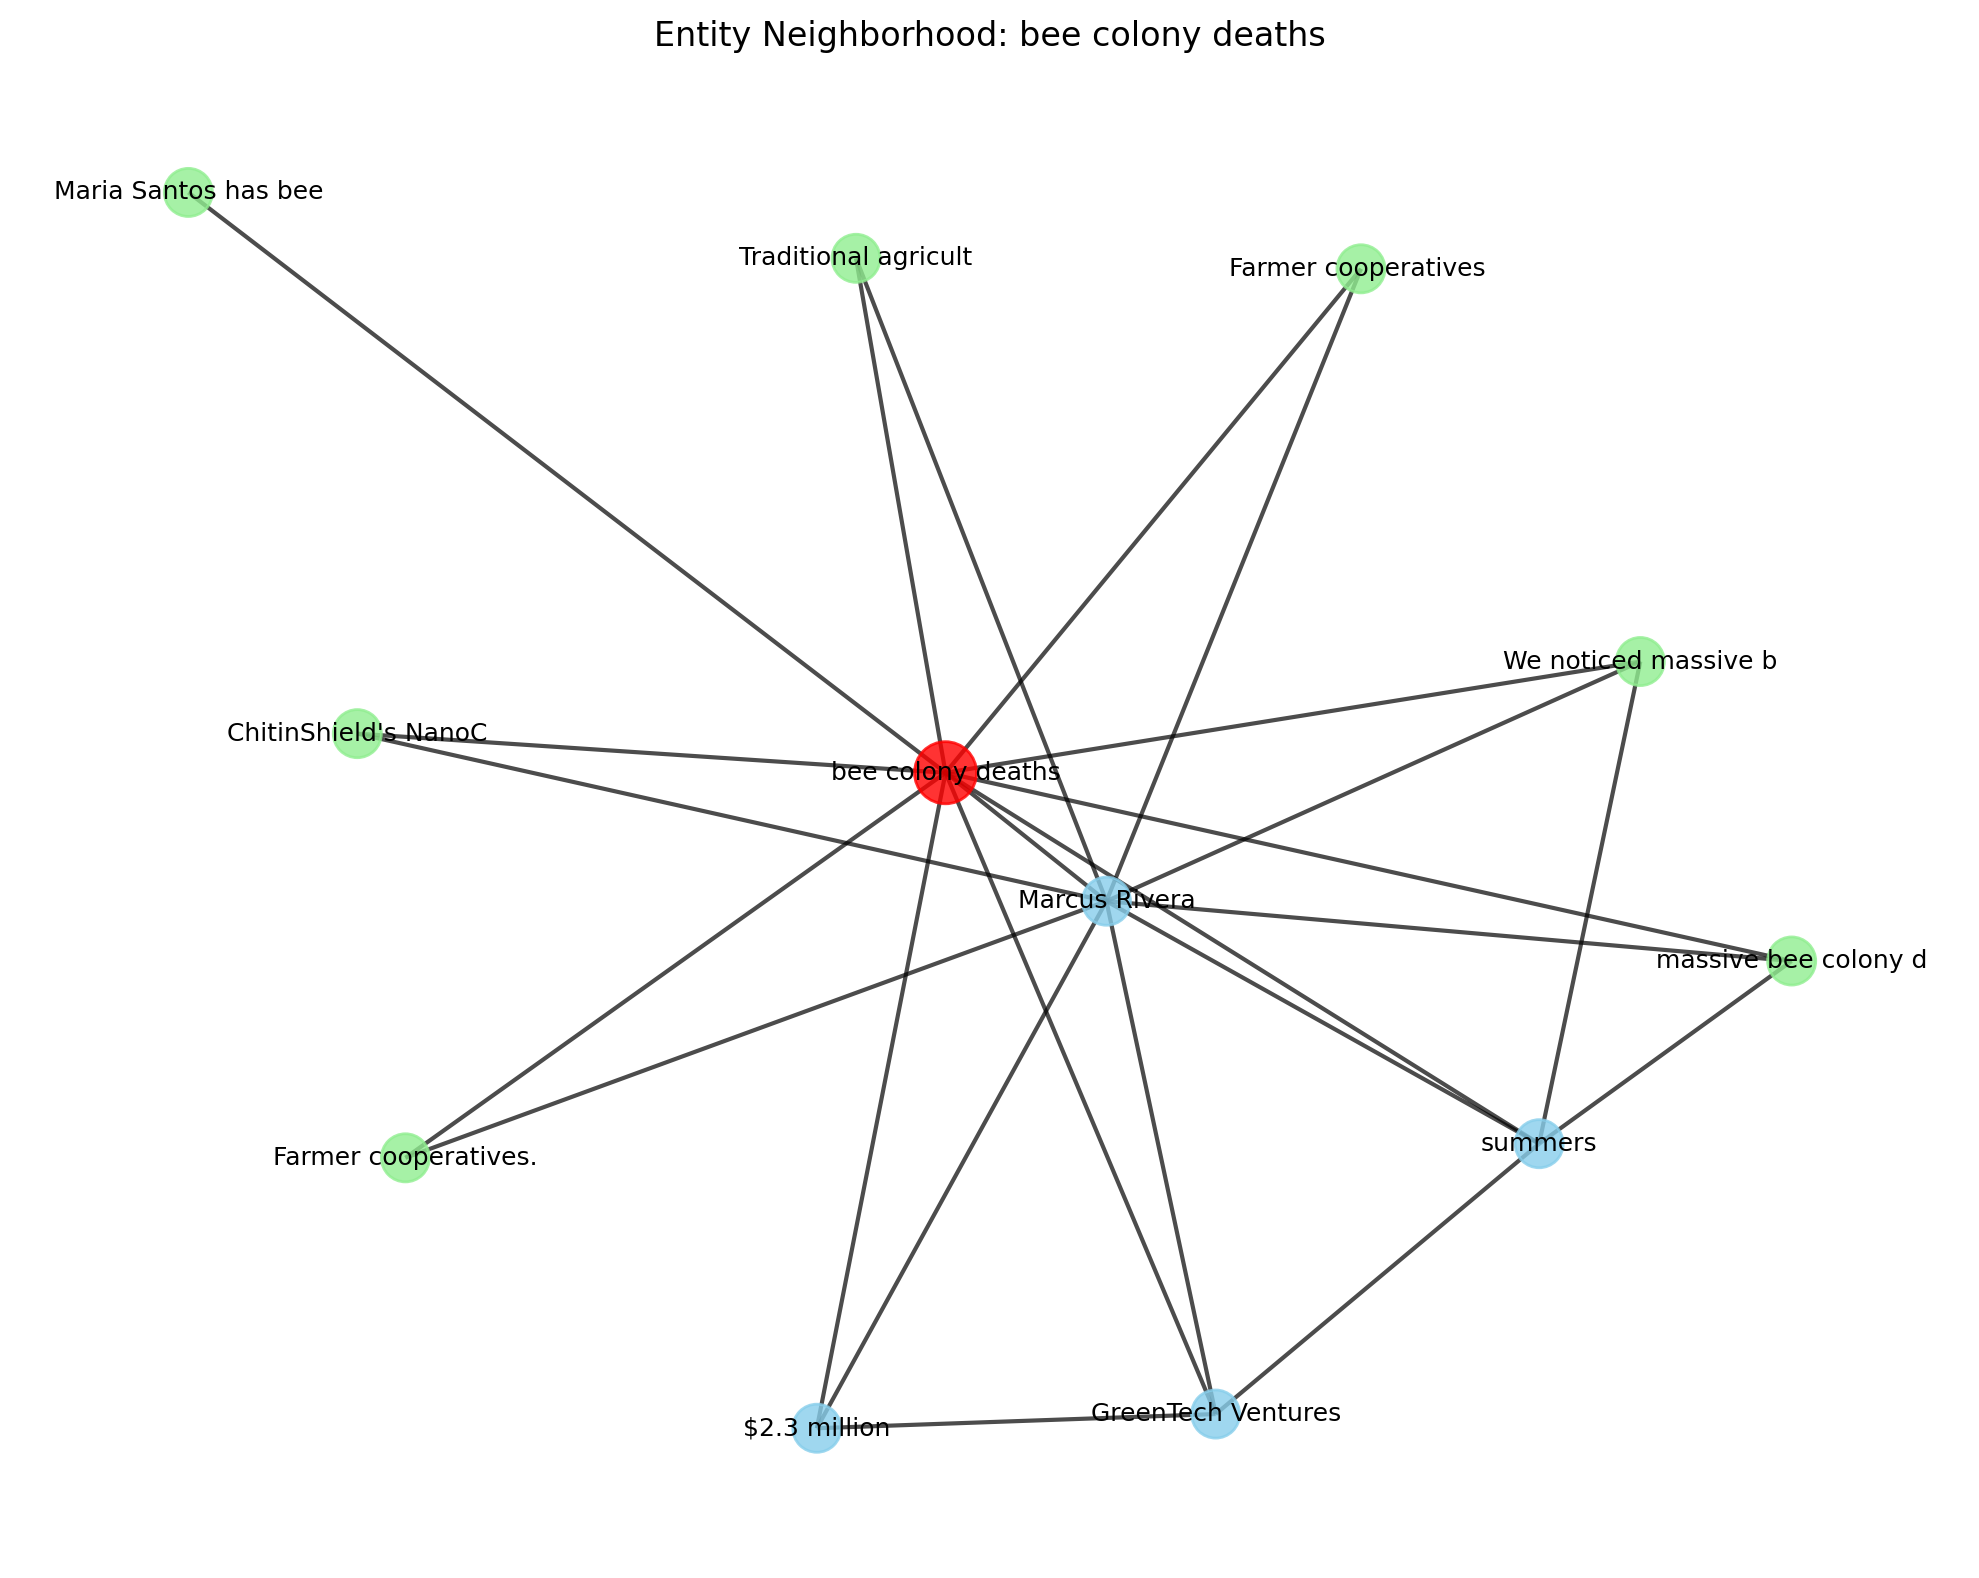 Entity Neighborhood: bee colony deaths
Maria Santos has bee
Traditional agricult
Farmer cooperatives
We noticed massive b
ChitinShield's NanoC
bee colony deaths
Marcus Rivera
massive bee colony d
summers
Farmer cooperatives.
GreenTech Ventures
$2.3 million